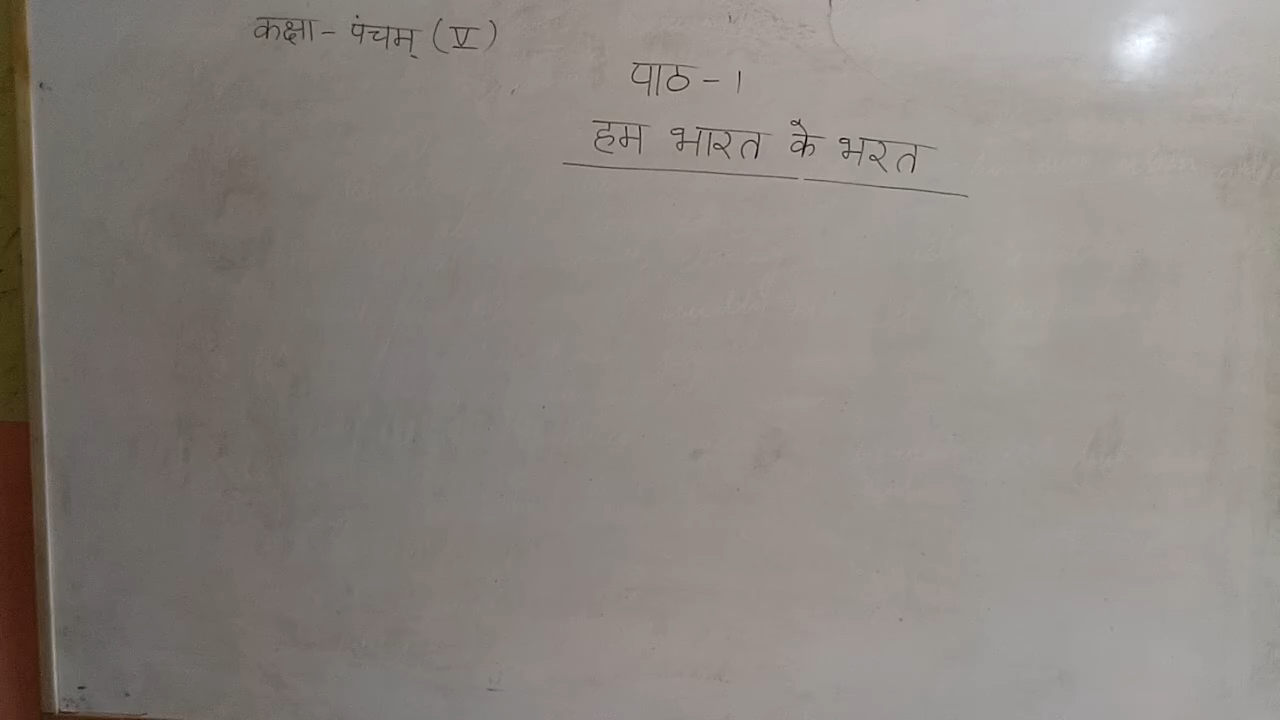 कक्षा - पंचम् (V)
पाठ - 1
हम भारत के भरत